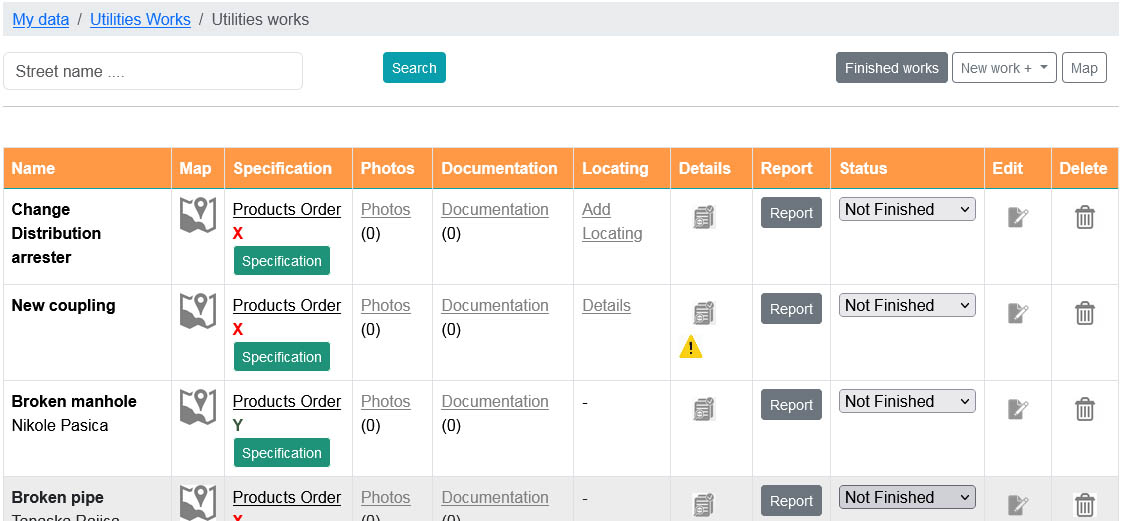 My data / Utilities Works / Utilities works
Street name .... Search Finished works New work + Map
Name Map Specification Photos Documentation Locating Details Report Status Edit Delete
Change Products Order Photos Documentation Add Report Not Finished
Distribution X (0) (0) Locating
arrester Specification
New coupling Products Order Photos Documentation Details Report Not Finished
X (0) (0)
Specification
Broken manhole Products Order Photos Documentation - Report Not Finished
Nikole Pasica Y (0) (0)
Specification
Broken pipe Products Order Photos Documentation - Report Not Finished
X (0) (0)